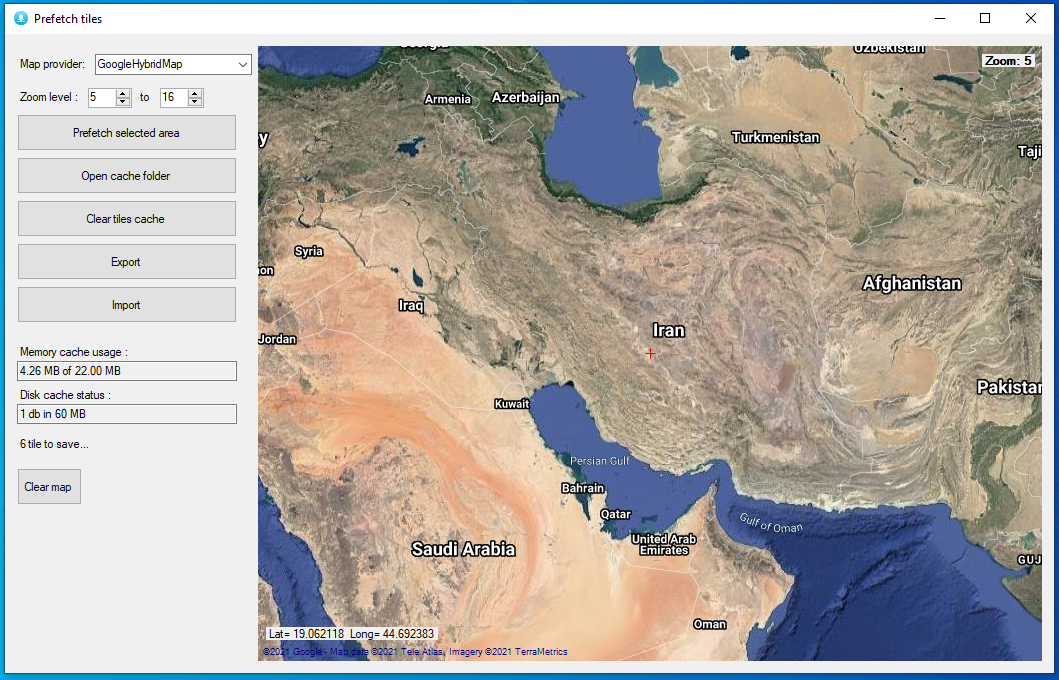 Prefetch tiles
Map provider: GoogleHybridMap
Zoom level : 5 to 16
Prefetch selected area
Open cache folder
Clear tiles cache
Export
Import
Memory cache usage :
4.26 MB of 22.00 MB
Disk cache status :
1 db in 60 MB
6 tile to save...
Clear map
Georgia
Uzbekistan
Zoom: 5
Armenia
Azerbaijan
Turkmenistan
y
Taji
Syria
non
Iraq
Afghanistan
Jordan
Iran
Pakistan
Kuwait
Persian Gulf
Bahrain
Qatar
Gulf of Oman
United Arab
Emirates
Saudi Arabia
GUJ
Oman
Lat= 19.062118 Long= 44.692383
©2021 Google - Map data ©2021 Tele Atlas, Imagery ©2021 TerraMetrics